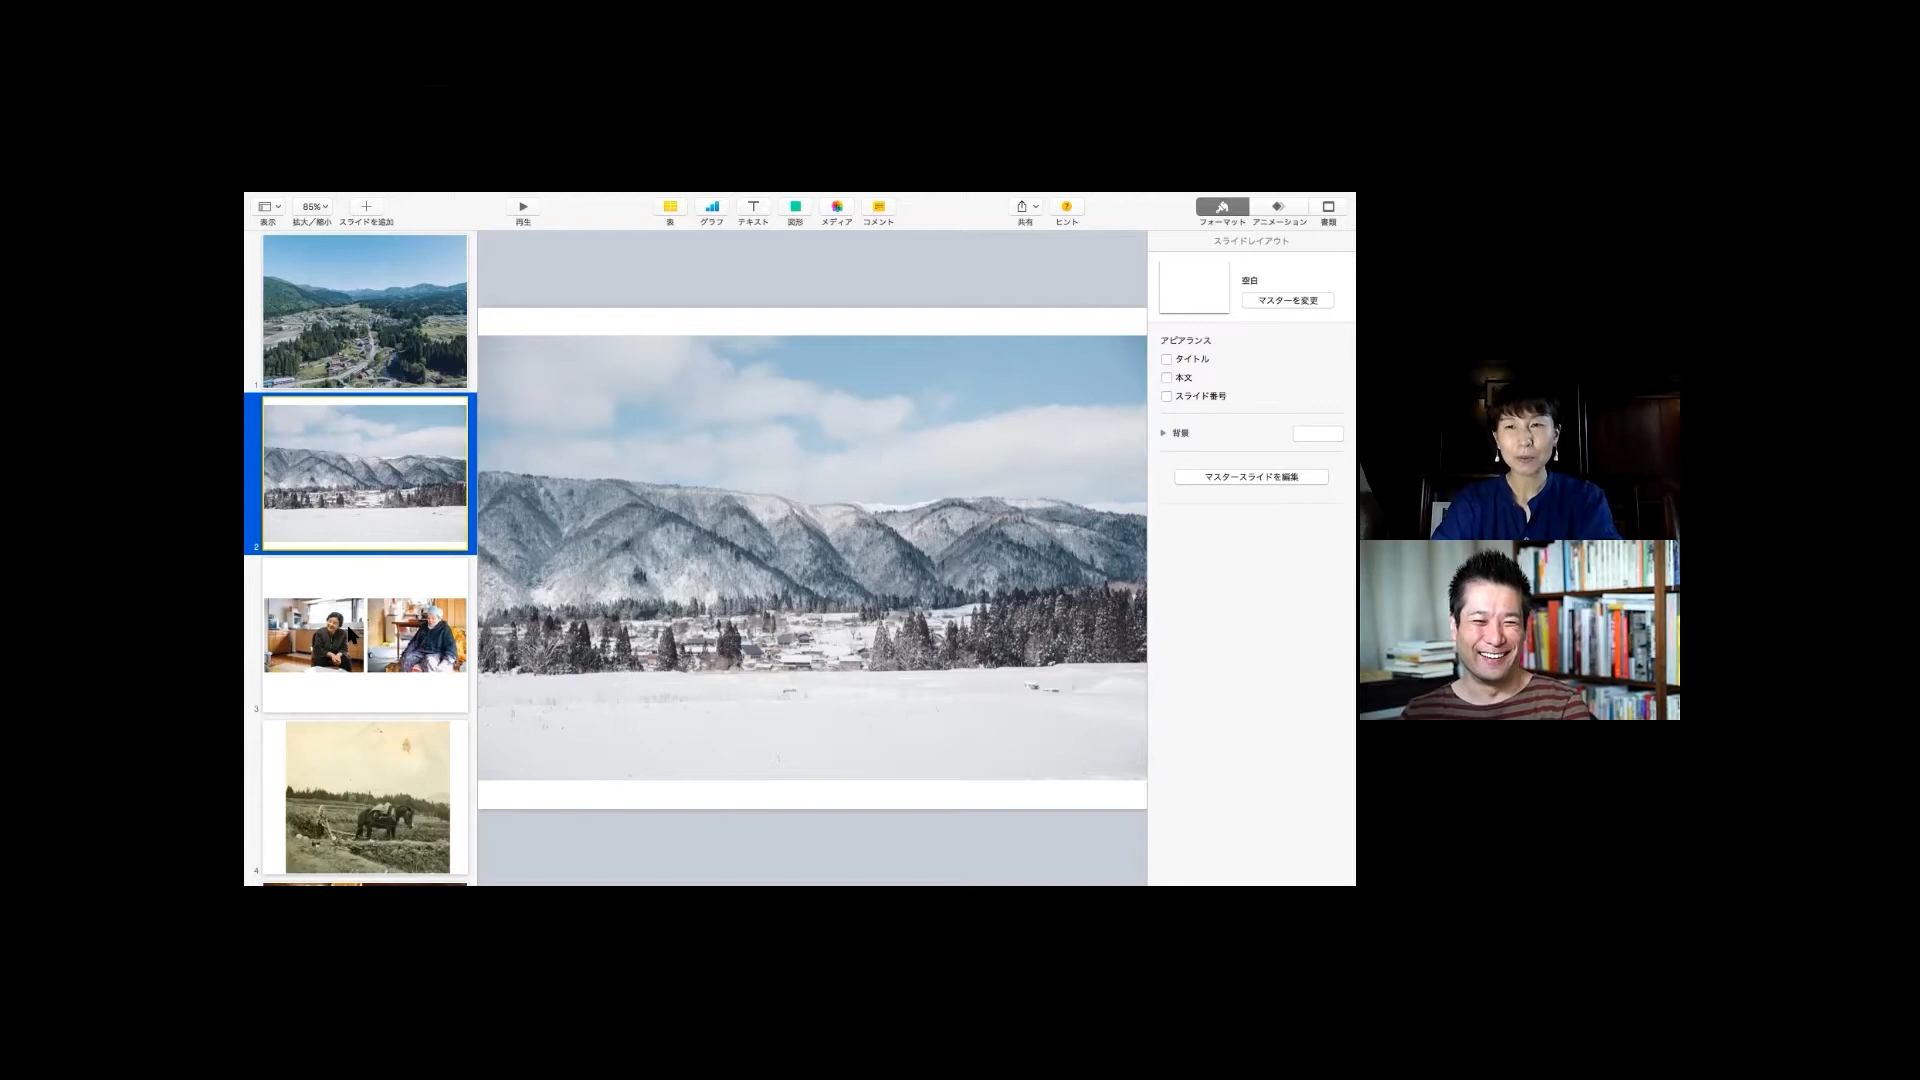 85%
表示
拡大／縮小
スライドを追加
再生
表
グラフ
テキスト
図形
メディア
コメント
共有
ヒント
フォーマット
アニメーション
書類
スライドレイアウト
空白
マスターを変更
アピアランス
タイトル
本文
スライド番号
背景
マスタースライドを編集
1
2
3
4